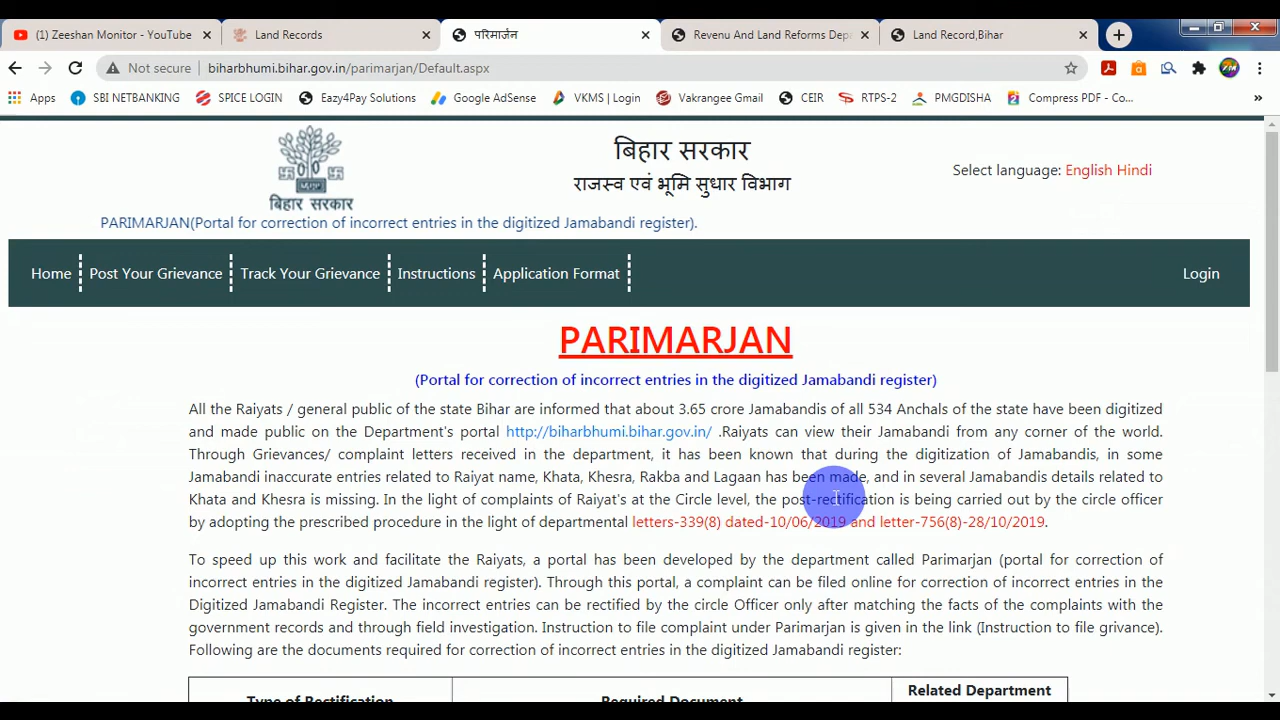 (1) Zeeshan Monitor - YouTube
Land Records
परिमार्जन
Revenu And Land Reforms Dep
Land Record,Bihar
Not secure
biharbhumi.bihar.gov.in/parimarjan/Default.aspx
Apps
SBI NETBANKING
SPICE LOGIN
Eazy4Pay Solutions
Google AdSense
VKMS | Login
Vakrangee Gmail
CEIR
RTPS-2
PMGDISHA
Compress PDF - Co...
बिहार सरकार
बिहार सरकार
राजस्व एवं भूमि सुधार विभाग
Select language: English Hindi
PARIMARJAN(Portal for correction of incorrect entries in the digitized Jamabandi register).
Home
Post Your Grievance
Track Your Grievance
Instructions
Application Format
Login
PARIMARJAN
(Portal for correction of incorrect entries in the digitized Jamabandi register)
All the Raiyats / general public of the state Bihar are informed that about 3.65 crore Jamabandis of all 534 Anchals of the state have been digitized
and made public on the Department's portal http://biharbhumi.bihar.gov.in/ .Raiyats can view their Jamabandi from any corner of the world.
Through Grievances/ complaint letters received in the department, it has been known that during the digitization of Jamabandis, in some
Jamabandi inaccurate entries related to Raiyat name, Khata, Khesra, Rakba and Lagaan has been made, and in several Jamabandis details related to
Khata and Khesra is missing. In the light of complaints of Raiyat's at the Circle level, the post-rectification is being carried out by the circle officer
by adopting the prescribed procedure in the light of departmental letters-339(8) dated-10/06/2019 and letter-756(8)-28/10/2019.
To speed up this work and facilitate the Raiyats, a portal has been developed by the department called Parimarjan (portal for correction of
incorrect entries in the digitized Jamabandi register). Through this portal, a complaint can be filed online for correction of incorrect entries in the
Digitized Jamabandi Register. The incorrect entries can be rectified by the circle Officer only after matching the facts of the complaints with the
government records and through field investigation. Instruction to file complaint under Parimarjan is given in the link (Instruction to file grivance).
Following are the documents required for correction of incorrect entries in the digitized Jamabandi register:
Type of Rectification
Required Document
Related Department